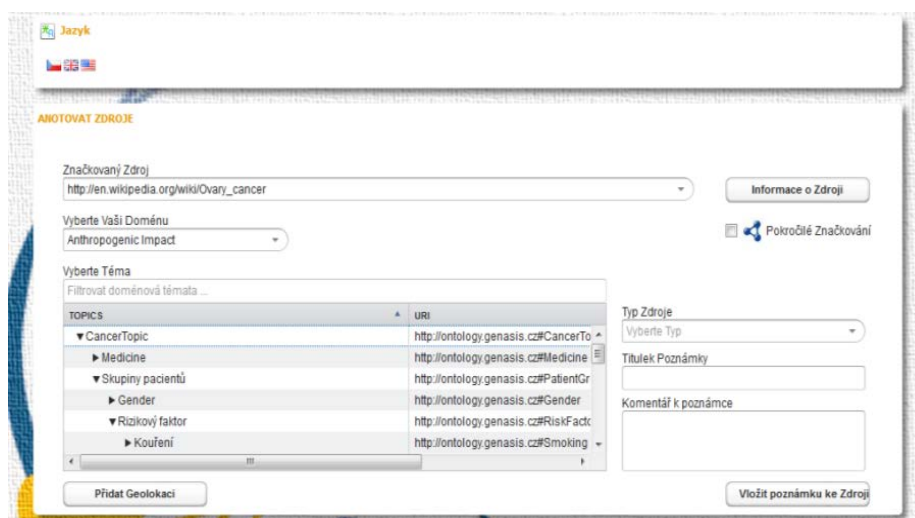 Jazyk
ANOTOVAT ZDROJE
Značkovaný Zdroj
http://en.wikipedia.org/wiki/Ovary_cancer
Informace o Zdroji
Vyberte Vaši Doménu
Anthropogenic Impact
Pokročilé Značkování
Vyberte Téma
Filtrovat doménová témata ...
TOPICS URI
CancerTopic http://ontology.genasis.cz#CancerTo
Medicine http://ontology.genasis.cz#Medicine
Skupiny pacientů http://ontology.genasis.cz#PatientGr
Gender http://ontology.genasis.cz#Gender
Rizikový faktor http://ontology.genasis.cz#RiskFacto
Kouření http://ontology.genasis.cz#Smoking
Typ Zdroje
Vyberte Typ
Titulek Poznámky
Komentář k poznámce
Přidat Geolokaci
Vložit poznámku ke Zdroji